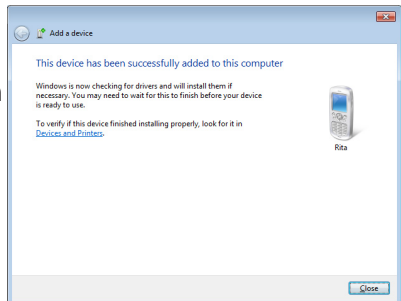 Add a device
This device has been successfully added to this computer
Windows is now checking for drivers and will install them if
necessary. You may need to wait for this to finish before your device
is ready to use.
To verify if this device finished installing properly, look for it in
Devices and Printers.
Rita
Close